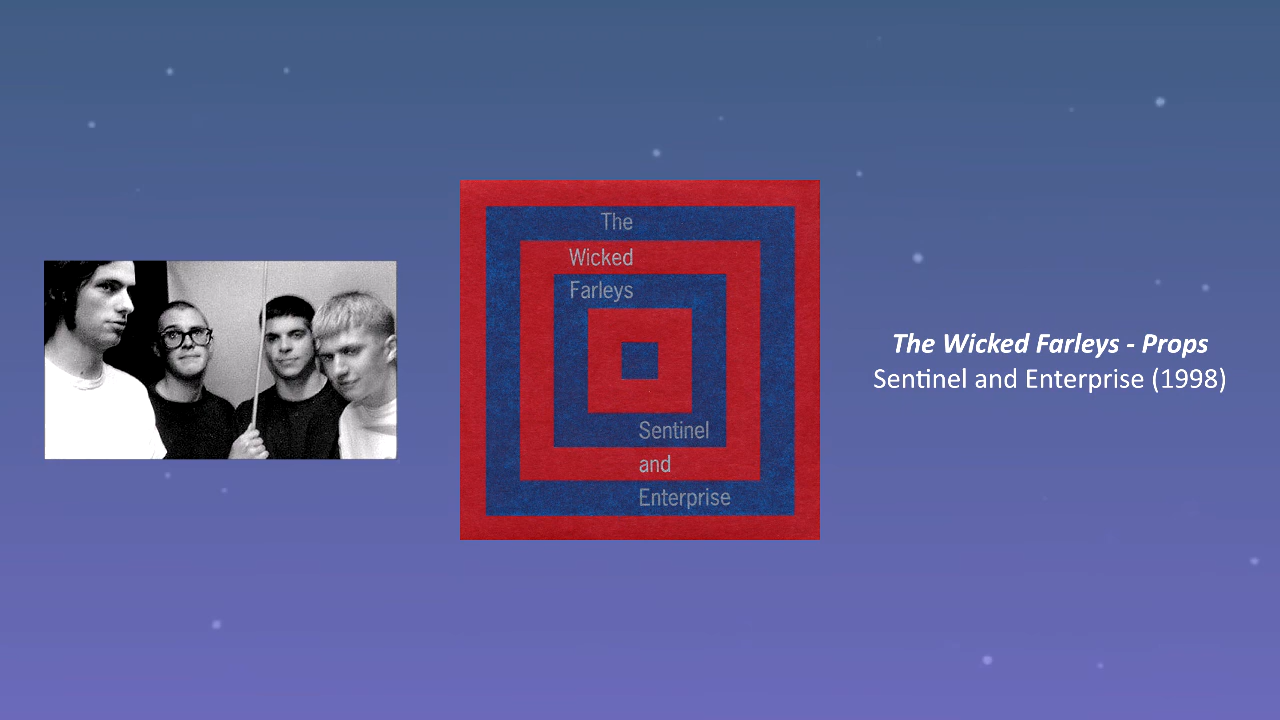 The
Wicked
Farleys
Sentinel
and
Enterprise
The Wicked Farleys - Props
Sentinel and Enterprise (1998)